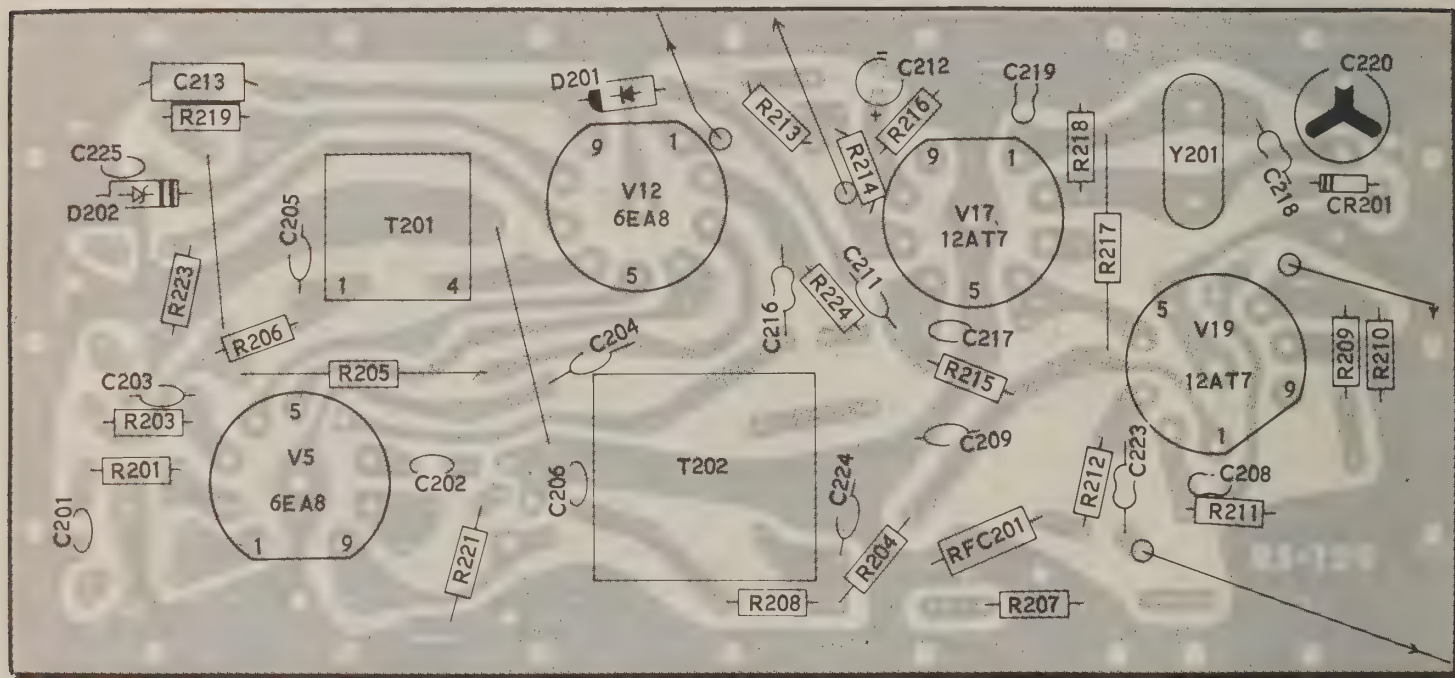 C213
R219
C225
D202
R223
C205
T201
1 4
R206
D201
9 1
V12
6EA8
5
R213
R214
C212
-
+
R216
C219
9 1
V17
12AT7
5
R218
R217
Y201
C218
C220
CR201
C216
R224
C211
C217
R215
C209
5
V19
12AT7
9
1
R209
R210
C203
R203
R201
C201
R205
5
V5
6EA8
1 9
C202
C204
R221
C206
T202
C224
R204
R208
RFC201
R207
R212
C223
C208
R211